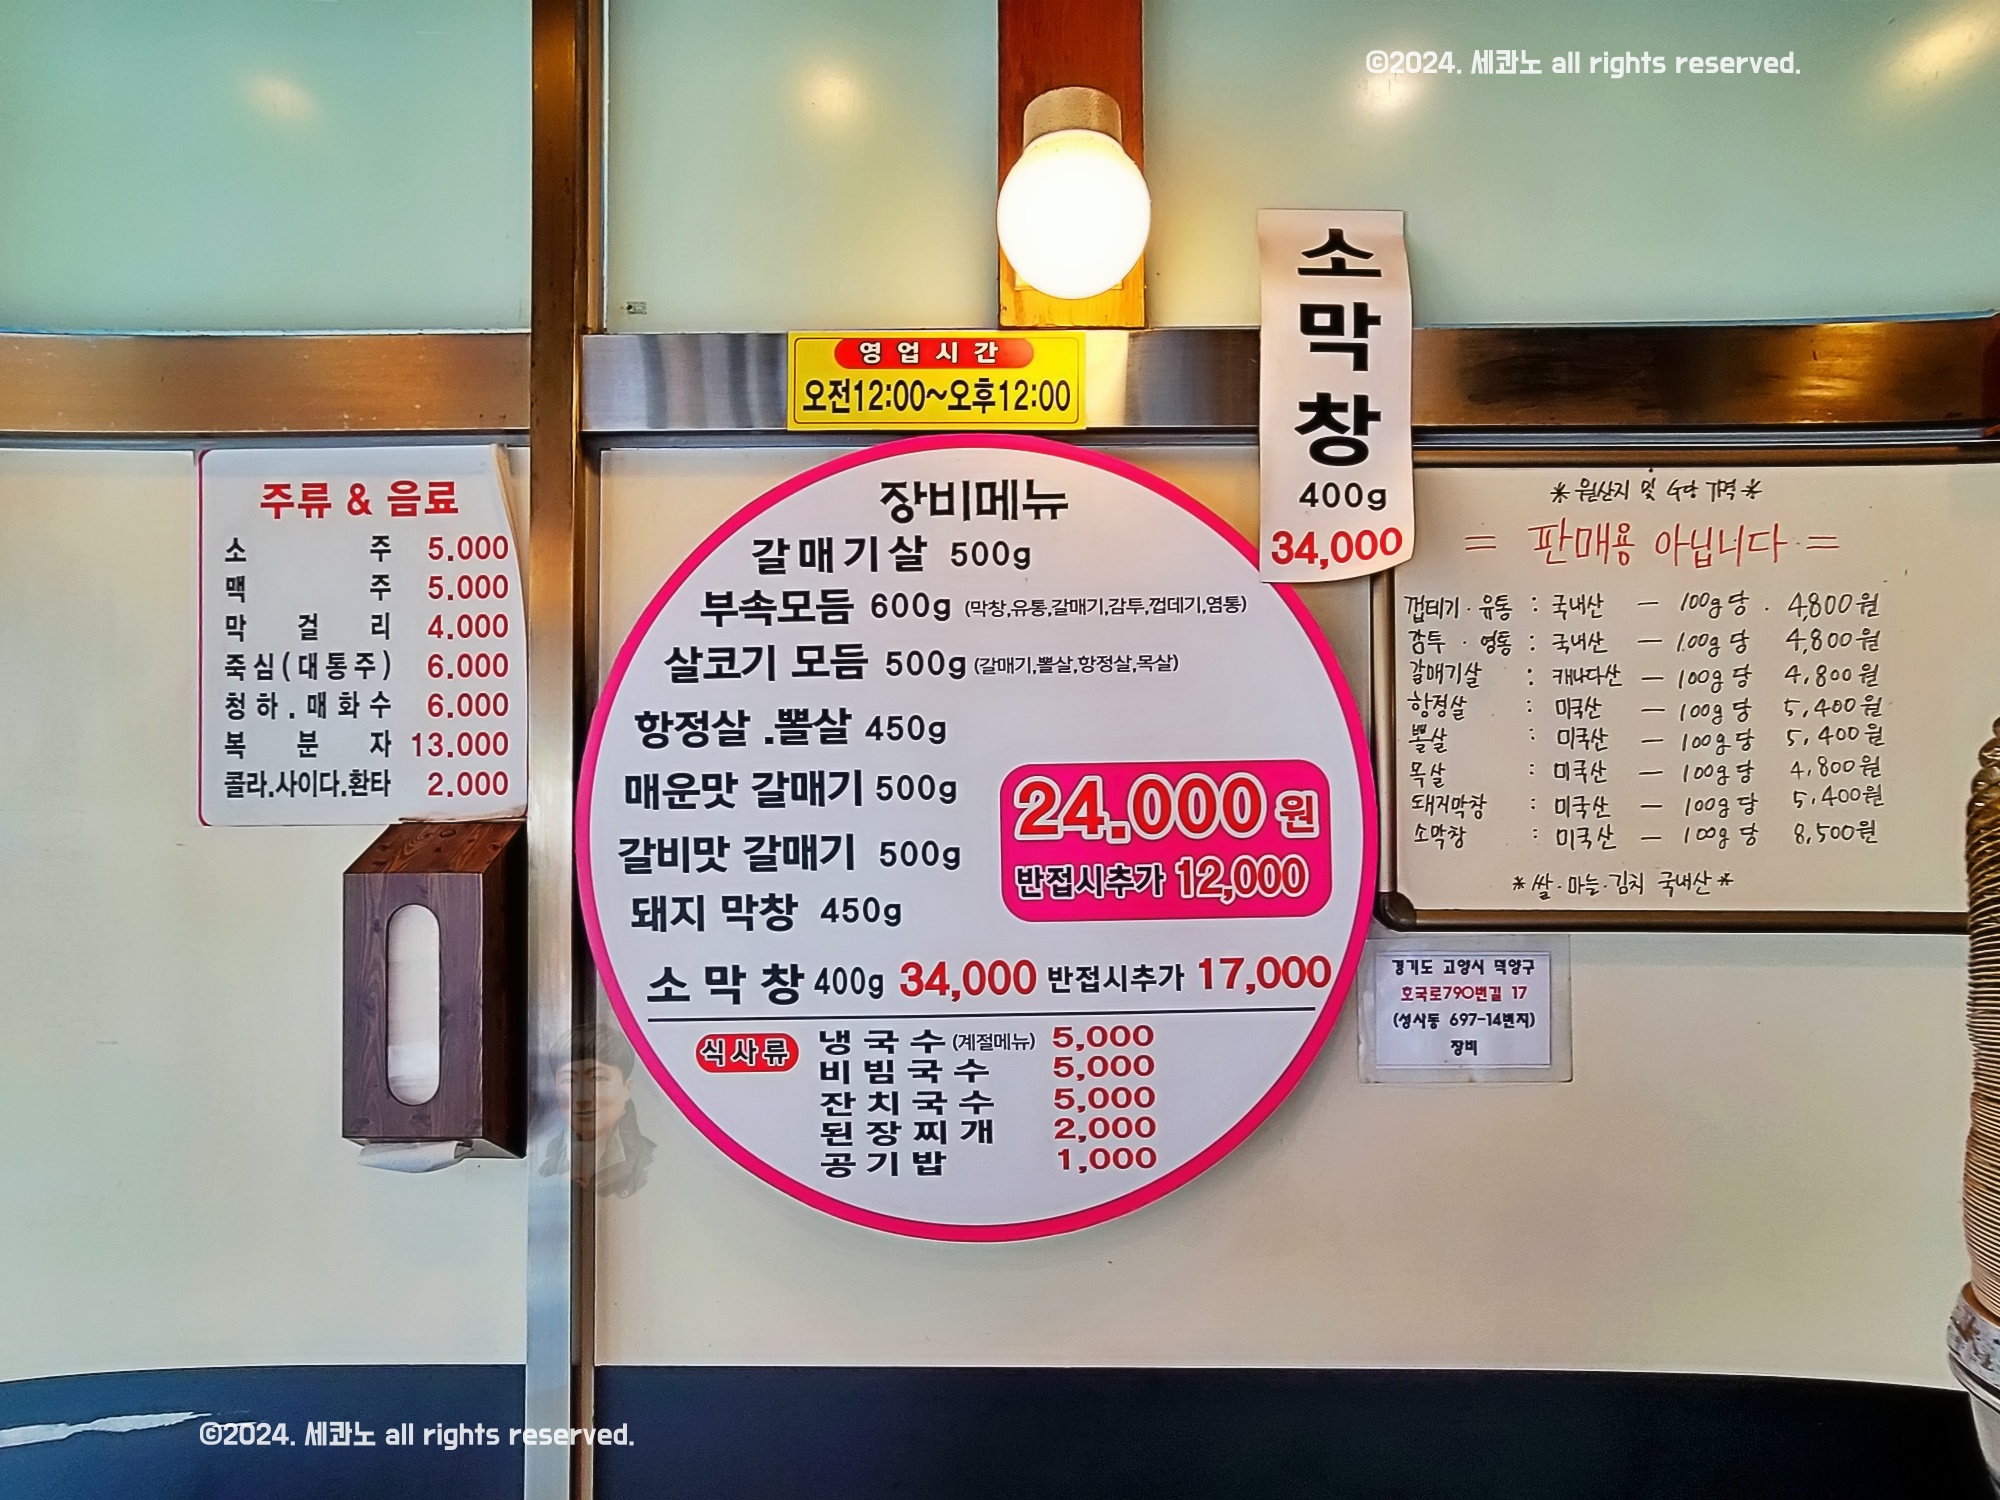 ©2024. 세콴노 all rights reserved.
영업시간
오전12:00~오후12:00
소
막
창
400g
34,000
주류 & 음료
소 주 5.000
맥 주 5.000
막 걸 리 4.000
죽심(대통주) 6.000
청하.매화수 6.000
복 분 자 13.000
콜라.사이다.환타 2.000
장비메뉴
갈매기살 500g
부속모듬 600g (막창,유통,갈매기,감투,껍데기,염통)
살코기 모듬 500g (갈매기,뽈살,항정살,목살)
항정살 .뽈살 450g
매운맛 갈매기 500g
갈비맛 갈매기 500g
돼지 막창 450g
24.000 원
반접시추가 12,000
소 막 창 400g 34,000 반접시추가 17,000
식사류
냉 국 수 (계절메뉴) 5,000
비 빔 국 수 5,000
잔 치 국 수 5,000
된 장 찌 개 2,000
공 기 밥 1,000
*원산지 및 g당 가격*
= 판매용 아닙니다 =
껍테기·유통 : 국내산 - 100g당 . 4,800원
감투 · 염통 : 국내산 - 100g 당 4,800원
갈매기살 : 캐나다산 - 100g 당 4,800원
항정살 : 미국산 - 100g 당 5,400원
뽈살 : 미국산 - 100g 당 5,400원
목살 : 미국산 - 100g 당 4,800원
돼지막창 : 미국산 - 100g 당 5,400원
소막창 : 미국산 - 100g 당 8,500원
*쌀·마늘·김치 국내산*
경기도 고양시 덕양구
호국로790번길 17
(성사동 697-14번지)
장비
©2024. 세콴노 all rights reserved.